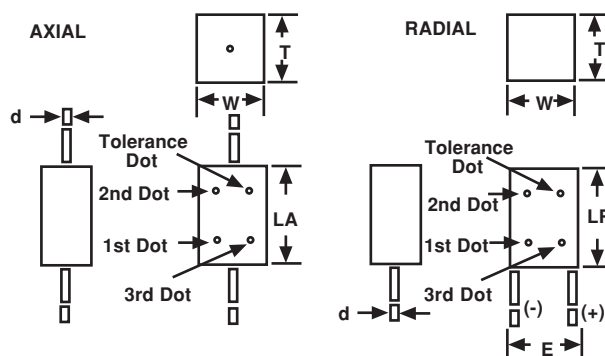 AXIAL
T
W
d
Tolerance
Dot
2nd Dot
LA
1st Dot
3rd Dot
RADIAL
T
W
Tolerance
Dot
2nd Dot
1st Dot
3rd Dot
d
(-)
(+)
E